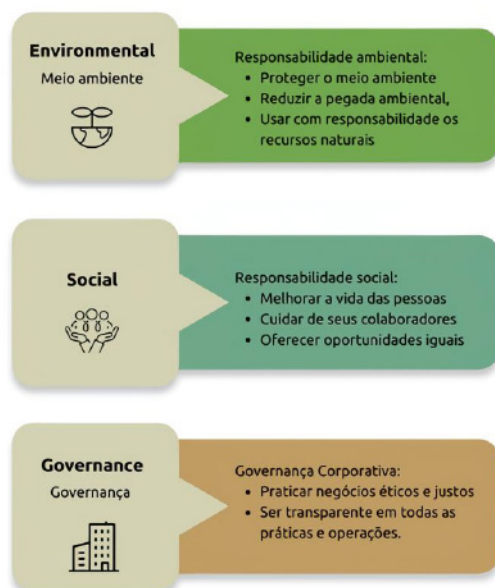 Environmental
Meio ambiente
Responsabilidade ambiental:
• Proteger o meio ambiente
• Reduzir a pegada ambiental,
• Usar com responsabilidade os
recursos naturais
Social
Responsabilidade social:
• Melhorar a vida das pessoas
• Cuidar de seus colaboradores
• Oferecer oportunidades iguais
Governance
Governança
Governança Corporativa:
• Praticar negócios éticos e justos
• Ser transparente em todas as
práticas e operações.